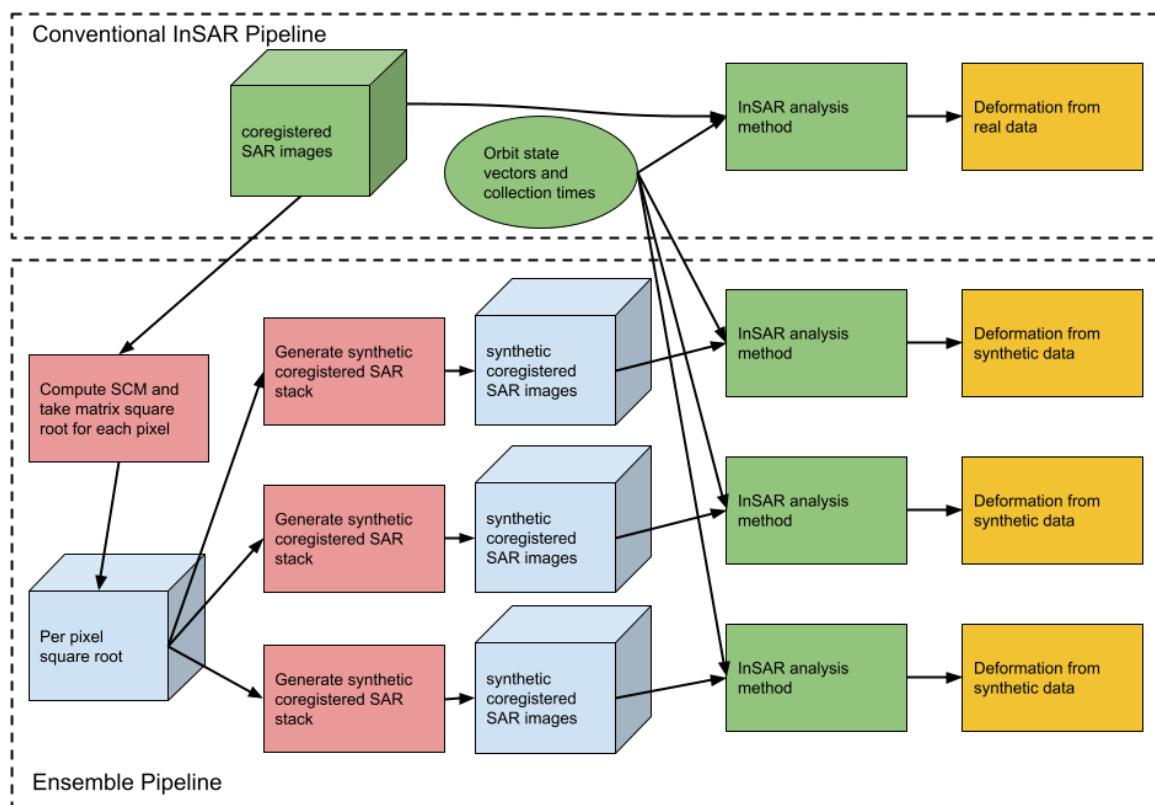 Conventional InSAR Pipeline
coregistered
SAR images
Orbit state
vectors and
collection times
InSAR analysis
method
Deformation from
real data
Compute SCM and
take matrix square
root for each pixel
Per pixel
square root
Generate synthetic
coregistered SAR
stack
synthetic
coregistered
SAR images
InSAR analysis
method
Deformation from
synthetic data
Generate synthetic
coregistered SAR
stack
synthetic
coregistered
SAR images
InSAR analysis
method
Deformation from
synthetic data
Generate synthetic
coregistered SAR
stack
synthetic
coregistered
SAR images
InSAR analysis
method
Deformation from
synthetic data
Ensemble Pipeline